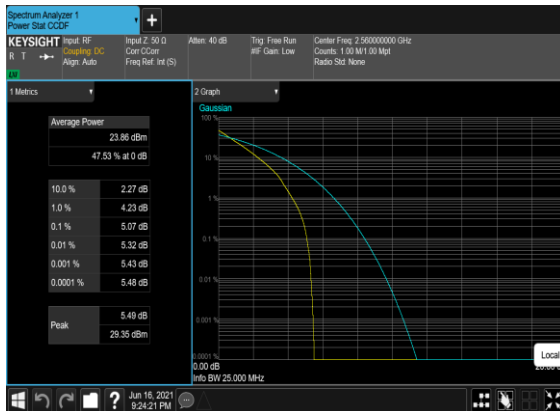 Spectrum Analyzer 1
Power Stat CCDF
KEYSIGHT
R T
LXI
Input: RF
Coupling: DC
Align: Auto
Input Z: 50 Ω
Corr CCorr
Freq Ref: Int (S)
Atten: 40 dB
Trig: Free Run
#IF Gain: Low
Center Freq: 2.560000000 GHz
Counts: 1.00 M/1.00 Mpt
Radio Std: None
1 Metrics
Average Power
23.86 dBm
47.53 % at 0 dB
10.0 % 2.27 dB
1.0 % 4.23 dB
0.1 % 5.07 dB
0.01 % 5.32 dB
0.001 % 5.43 dB
0.0001 % 5.48 dB
Peak
5.49 dB
29.35 dBm
2 Graph
Gaussian
100 %
10 %
1 %
0.1 %
0.01 %
0.001 %
0.0001 %
0.00 dB
Info BW 25.000 MHz
Local
?
Jun 16, 2021
9:24:21 PM